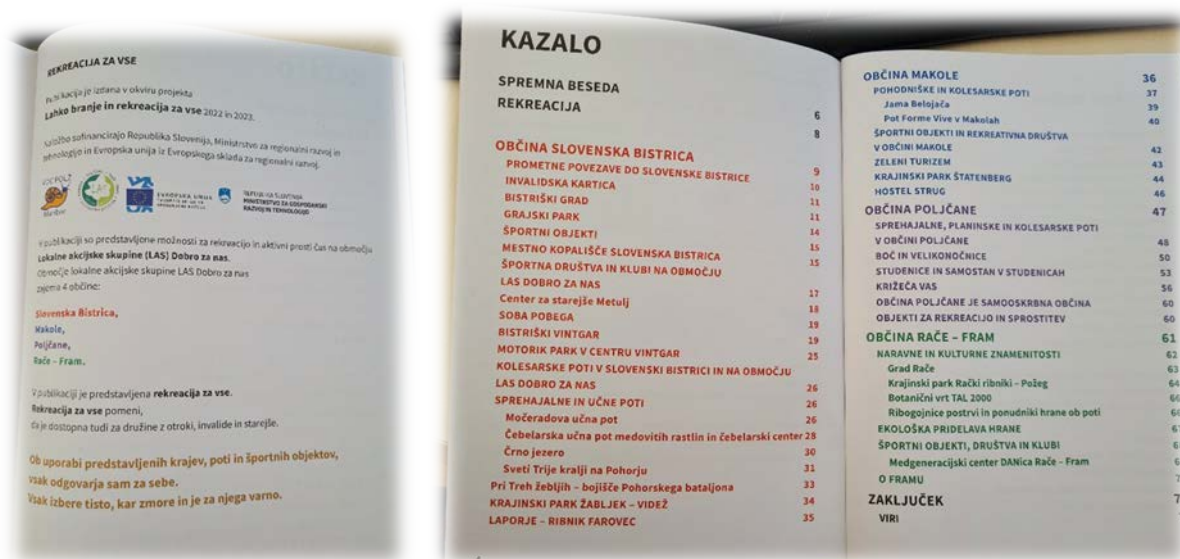 REKREACIJA ZA VSE
Publikacija je izdana v okviru projekta
Lahko branje in rekreacija za vse 2022 in 2023.
Naložbo sofinancirajo Republika Slovenija, Ministrstvo za regionalni razvoj in
tehnologijo in Evropska unija iz Evropskega sklada za regionalni razvoj.
EVROPSKA UNIJA
REPUBLIKA SLOVENIJA
MINISTRSTVO ZA GOSPODARSKI
RAZVOJ IN TEHNOLOGIJO
V publikaciji so predstavljene možnosti za rekreacijo in aktivni prosti čas na območju
Lokalne akcijske skupine (LAS) Dobro za nas.
Območje lokalne akcijske skupine LAS Dobro za nas
zajema 4 občine:
Slovenska Bistrica,
Makole,
Poljčane,
Rače – Fram.
V publikaciji je predstavljena rekreacija za vse.
Rekreacija za vse pomeni,
da je dostopna tudi za družine z otroki, invalide in starejše.
Ob uporabi predstavljenih krajev, poti in športnih objektov,
vsak odgovarja sam za sebe.
Vsak izbere tisto, kar zmore in je za njega varno.
KAZALO
SPREMNA BESEDA 6
REKREACIJA 8
OBČINA SLOVENSKA BISTRICA 9
PROMETNE POVEZAVE DO SLOVENSKE BISTRICE 10
INVALIDSKA KARTICA 11
BISTRIŠKI GRAD 11
GRAJSKI PARK 14
ŠPORTNI OBJEKTI 15
MESTNO KOPALIŠČE SLOVENSKA BISTRICA 15
ŠPORTNA DRUŠTVA IN KLUBI NA OBMOČJU
LAS DOBRO ZA NAS 17
Center za starejše Metulj 18
SOBA POBEGA 19
BISTRIŠKI VINTGAR 19
MOTORIK PARK V CENTRU VINTGAR 25
KOLESARSKE POTI V SLOVENSKI BISTRICI IN NA OBMOČJU
LAS DOBRO ZA NAS 26
SPREHAJALNE IN UČNE POTI 26
Močeradova učna pot 26
Čebelarska učna pot medovitih rastlin in čebelarski center 28
Črno jezero 30
Sveti Trije kralji na Pohorju 31
Pri Treh žebljih – bojišče Pohorskega bataljona 33
KRAJINSKI PARK ŽABLJEK – VIDEŽ 34
LAPORJE – RIBNIK FAROVEC 35
OBČINA MAKOLE 36
POHODNIŠKE IN KOLESARSKE POTI 37
Jama Belojača 39
Pot Forme Vive v Makolah 40
ŠPORTNI OBJEKTI IN REKREATIVNA DRUŠTVA
V OBČINI MAKOLE 42
ZELENI TURIZEM 43
KRAJINSKI PARK ŠTATENBERG 44
HOSTEL STRUG 46
OBČINA POLJČANE 47
SPREHAJALNE, PLANINSKE IN KOLESARSKE POTI
V OBČINI POLJČANE 48
BOČ IN VELIKONOČNICE 50
STUDENICE IN SAMOSTAN V STUDENICAH 53
KRIŽEČA VAS 56
OBČINA POLJČANE JE SAMOOSKRBNA OBČINA 60
OBJEKTI ZA REKREACIJO IN SPROSTITEV 60
OBČINA RAČE – FRAM 61
NARAVNE IN KULTURNE ZNAMENITOSTI 62
Grad Rače 63
Krajinski park Rački ribniki – Požeg 64
Botanični vrt TAL 2000
Ribogojnice postrvi in ponudniki hrane ob poti
EKOLOŠKA PRIDELAVA HRANE
ŠPORTNI OBJEKTI, DRUŠTVA IN KLUBI
Medgeneracijski center DANica Rače – Fram
O FRAMU
ZAKLJUČEK
VIRI